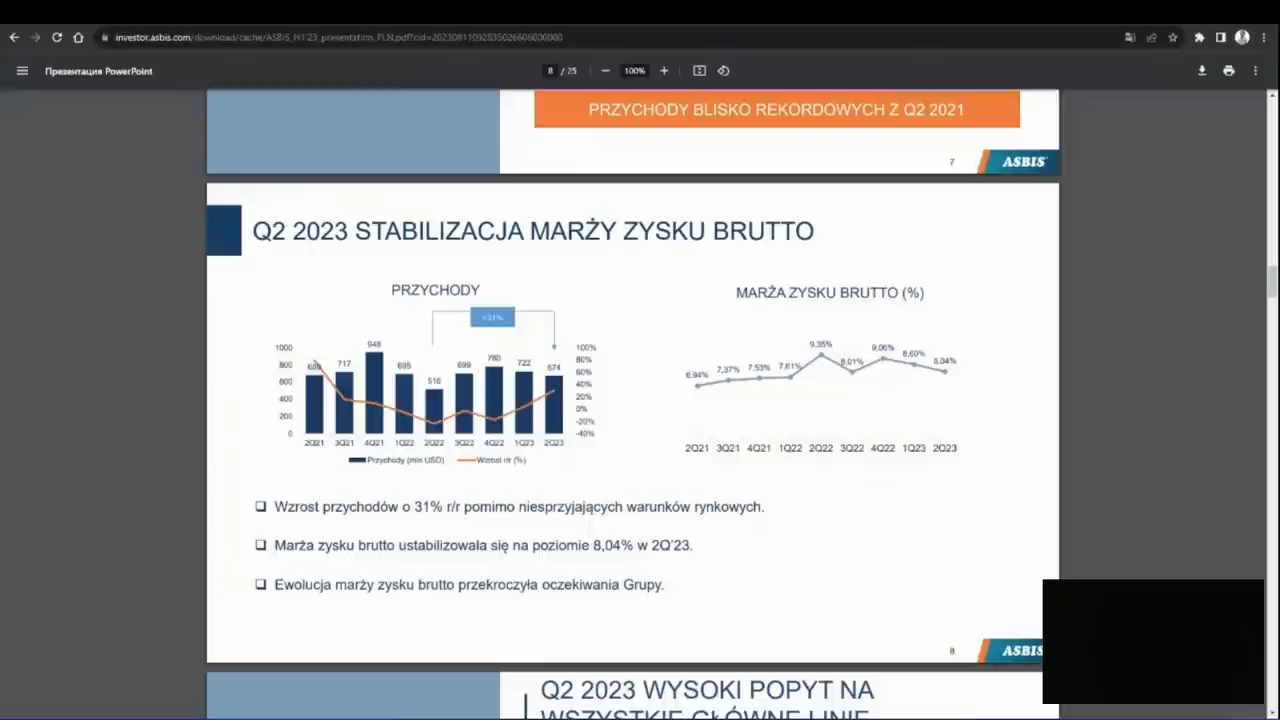 investor.asbis.com/download/cache/ASBIS_H1'23_presentation_PLN.pdf?cid=20230811092835026606000000
Презентация PowerPoint
8 / 25
100%
PRZYCHODY BLISKO REKORDOWYCH Z Q2 2021
7
ASBIS
Q2 2023 STABILIZACJA MARŻY ZYSKU BRUTTO
PRZYCHODY
+31%
1000
800
600
400
200
0
689
717
948
695
516
699
780
722
674
100%
80%
60%
40%
20%
0%
-20%
-40%
2Q21 3Q21 4Q21 1Q22 2Q22 3Q22 4Q22 1Q23 2Q23
Przychody (mln USD) Wzrost r/r (%)
MARŻA ZYSKU BRUTTO (%)
6,94% 7,37% 7,53% 7,61% 9,35% 8,01% 9,06% 8,60% 8,04%
2Q21 3Q21 4Q21 1Q22 2Q22 3Q22 4Q22 1Q23 2Q23
Wzrost przychodów o 31% r/r pomimo niesprzyjających warunków rynkowych.
Marża zysku brutto ustabilizowała się na poziomie 8,04% w 2Q'23.
Ewolucja marży zysku brutto przekroczyła oczekiwania Grupy.
8
ASBIS
Q2 2023 WYSOKI POPYT NA
WSZYSTKIE GŁÓWNE LINIE